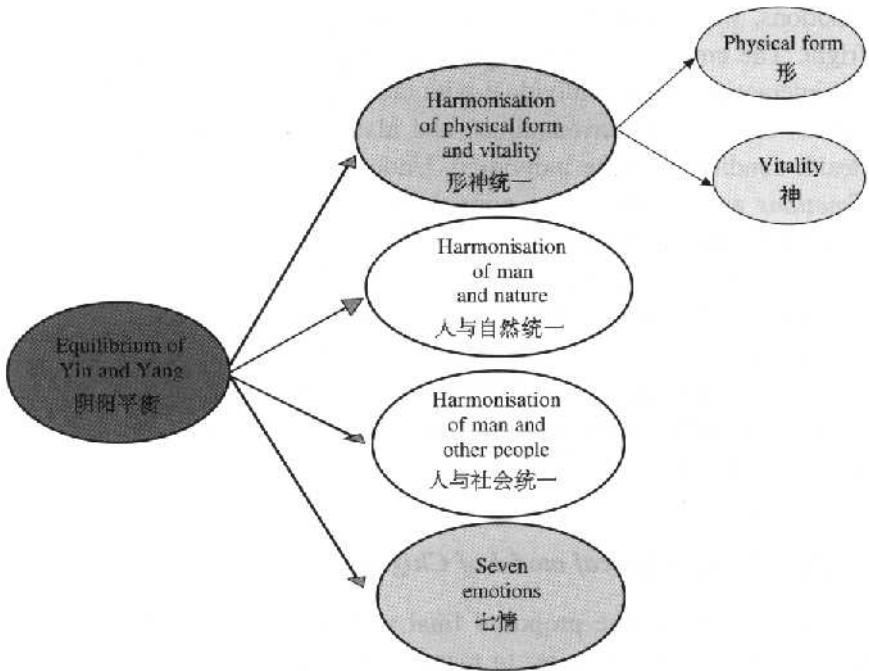 Physical form
形
Harmonisation
of physical form
and vitality
形神统一
Vitality
神
Harmonisation
of man
and nature
人与自然统一
Equilibrium of
Yin and Yang
阴阳平衡
Harmonisation
of man and
other people
人与社会统一
Seven
emotions
七情